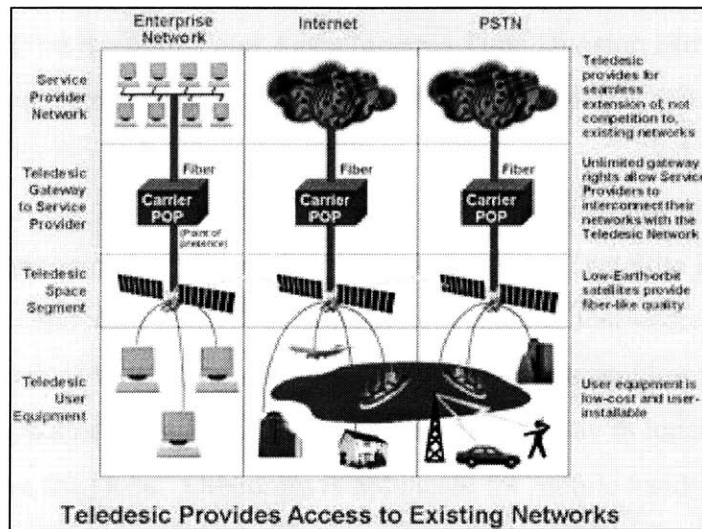 Enterprise
Network
Internet
PSTN
Service
Provider
Network
Teledesic
provides for
seamless
extension of, not
competition to,
existing networks
Teledesic
Gateway
to Service
Provider
Fiber
Carrier
POP
(Point of
presence)
Fiber
Carrier
POP
Fiber
Carrier
POP
Unlimited gateway
rights allow Service
Providers to
interconnect their
networks with the
Teledesic Network
Teledesic
Space
Segment
Low-Earth-orbit
satellites provide
fiber-like quality
Teledesic
User
Equipment
User equipment is
low-cost and user-
installable
Teledesic Provides Access to Existing Networks